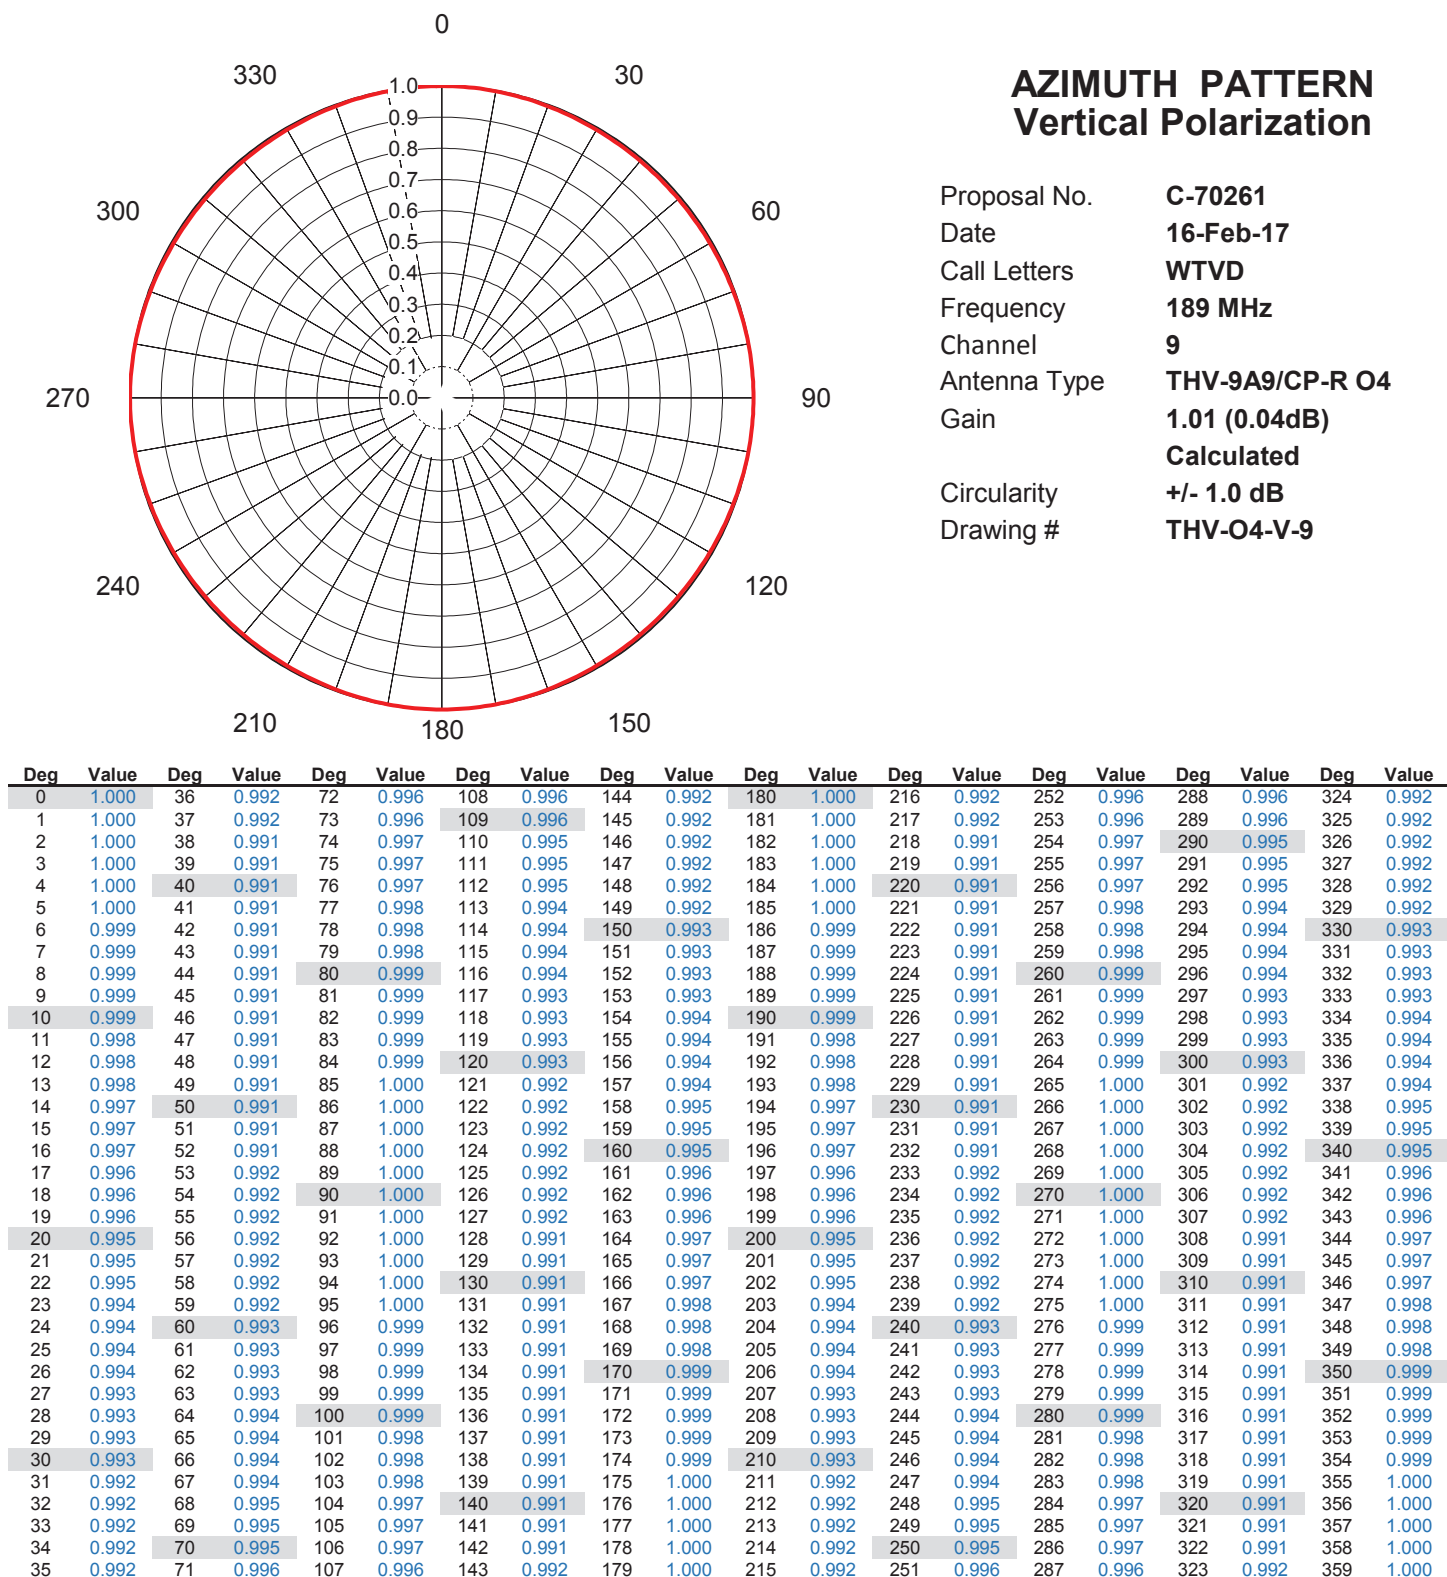 0
330
30
300
60
270
90
240
120
210
180
150
1.0
0.9
0.8
0.7
0.6
0.5
0.4
0.3
0.2
0.1
0.0
AZIMUTH PATTERN
Vertical Polarization
Proposal No. C-70261
Date 16-Feb-17
Call Letters WTVD
Frequency 189 MHz
Channel 9
Antenna Type THV-9A9/CP-R O4
Gain 1.01 (0.04dB)
Calculated
Circularity +/- 1.0 dB
Drawing # THV-O4-V-9
Deg Value Deg Value Deg Value Deg Value Deg Value Deg Value Deg Value Deg Value Deg Value Deg Value
0 1.000 36 0.992 72 0.996 108 0.996 144 0.992 180 1.000 216 0.992 252 0.996 288 0.996 324 0.992
1 1.000 37 0.992 73 0.996 109 0.996 145 0.992 181 1.000 217 0.992 253 0.996 289 0.996 325 0.992
2 1.000 38 0.991 74 0.997 110 0.995 146 0.992 182 1.000 218 0.991 254 0.997 290 0.995 326 0.992
3 1.000 39 0.991 75 0.997 111 0.995 147 0.992 183 1.000 219 0.991 255 0.997 291 0.995 327 0.992
4 1.000 40 0.991 76 0.997 112 0.995 148 0.992 184 1.000 220 0.991 256 0.997 292 0.995 328 0.992
5 1.000 41 0.991 77 0.998 113 0.994 149 0.992 185 1.000 221 0.991 257 0.998 293 0.994 329 0.992
6 0.999 42 0.991 78 0.998 114 0.994 150 0.993 186 0.999 222 0.991 258 0.998 294 0.994 330 0.993
7 0.999 43 0.991 79 0.998 115 0.994 151 0.993 187 0.999 223 0.991 259 0.998 295 0.994 331 0.993
8 0.999 44 0.991 80 0.999 116 0.994 152 0.993 188 0.999 224 0.991 260 0.999 296 0.994 332 0.993
9 0.999 45 0.991 81 0.999 117 0.993 153 0.993 189 0.999 225 0.991 261 0.999 297 0.993 333 0.993
10 0.999 46 0.991 82 0.999 118 0.993 154 0.994 190 0.999 226 0.991 262 0.999 298 0.993 334 0.994
11 0.998 47 0.991 83 0.999 119 0.993 155 0.994 191 0.998 227 0.991 263 0.999 299 0.993 335 0.994
12 0.998 48 0.991 84 0.999 120 0.993 156 0.994 192 0.998 228 0.991 264 0.999 300 0.993 336 0.994
13 0.998 49 0.991 85 1.000 121 0.992 157 0.994 193 0.998 229 0.991 265 1.000 301 0.992 337 0.994
14 0.997 50 0.991 86 1.000 122 0.992 158 0.995 194 0.997 230 0.991 266 1.000 302 0.992 338 0.995
15 0.997 51 0.991 87 1.000 123 0.992 159 0.995 195 0.997 231 0.991 267 1.000 303 0.992 339 0.995
16 0.997 52 0.991 88 1.000 124 0.992 160 0.995 196 0.997 232 0.991 268 1.000 304 0.992 340 0.995
17 0.996 53 0.992 89 1.000 125 0.992 161 0.996 197 0.996 233 0.992 269 1.000 305 0.992 341 0.996
18 0.996 54 0.992 90 1.000 126 0.992 162 0.996 198 0.996 234 0.992 270 1.000 306 0.992 342 0.996
19 0.996 55 0.992 91 1.000 127 0.992 163 0.996 199 0.996 235 0.992 271 1.000 307 0.992 343 0.996
20 0.995 56 0.992 92 1.000 128 0.991 164 0.997 200 0.995 236 0.992 272 1.000 308 0.991 344 0.997
21 0.995 57 0.992 93 1.000 129 0.991 165 0.997 201 0.995 237 0.992 273 1.000 309 0.991 345 0.997
22 0.995 58 0.992 94 1.000 130 0.991 166 0.997 202 0.995 238 0.992 274 1.000 310 0.991 346 0.997
23 0.994 59 0.992 95 1.000 131 0.991 167 0.998 203 0.994 239 0.992 275 1.000 311 0.991 347 0.998
24 0.994 60 0.993 96 0.999 132 0.991 168 0.998 204 0.994 240 0.993 276 0.999 312 0.991 348 0.998
25 0.994 61 0.993 97 0.999 133 0.991 169 0.998 205 0.994 241 0.993 277 0.999 313 0.991 349 0.998
26 0.994 62 0.993 98 0.999 134 0.991 170 0.999 206 0.994 242 0.993 278 0.999 314 0.991 350 0.999
27 0.993 63 0.993 99 0.999 135 0.991 171 0.999 207 0.993 243 0.993 279 0.999 315 0.991 351 0.999
28 0.993 64 0.994 100 0.999 136 0.991 172 0.999 208 0.993 244 0.994 280 0.999 316 0.991 352 0.999
29 0.993 65 0.994 101 0.998 137 0.991 173 0.999 209 0.993 245 0.994 281 0.998 317 0.991 353 0.999
30 0.993 66 0.994 102 0.998 138 0.991 174 0.999 210 0.993 246 0.994 282 0.998 318 0.991 354 0.999
31 0.992 67 0.994 103 0.998 139 0.991 175 1.000 211 0.992 247 0.994 283 0.998 319 0.991 355 1.000
32 0.992 68 0.995 104 0.997 140 0.991 176 1.000 212 0.992 248 0.995 284 0.997 320 0.991 356 1.000
33 0.992 69 0.995 105 0.997 141 0.991 177 1.000 213 0.992 249 0.995 285 0.997 321 0.991 357 1.000
34 0.992 70 0.995 106 0.997 142 0.991 178 1.000 214 0.992 250 0.995 286 0.997 322 0.991 358 1.000
35 0.992 71 0.996 107 0.996 143 0.992 179 1.000 215 0.992 251 0.996 287 0.996 323 0.992 359 1.000